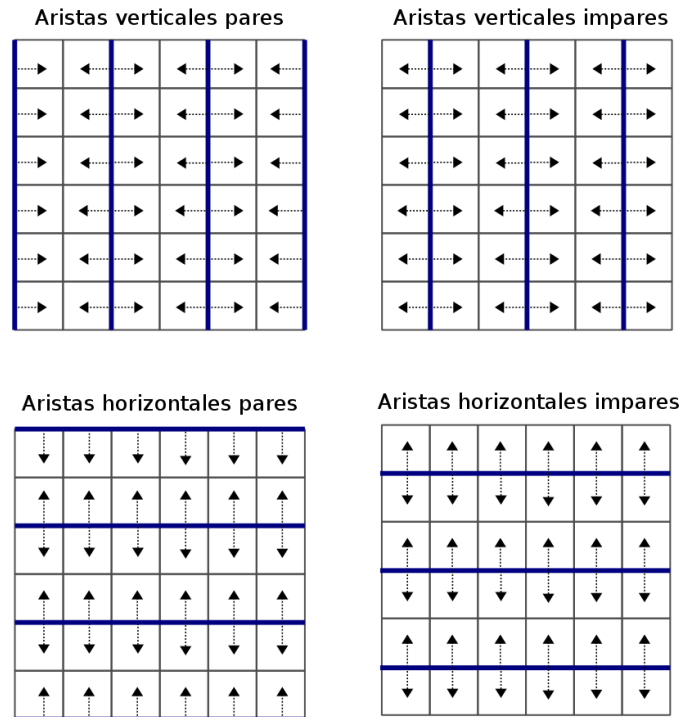 Aristas verticales pares
Aristas verticales impares
Aristas horizontales pares
Aristas horizontales impares